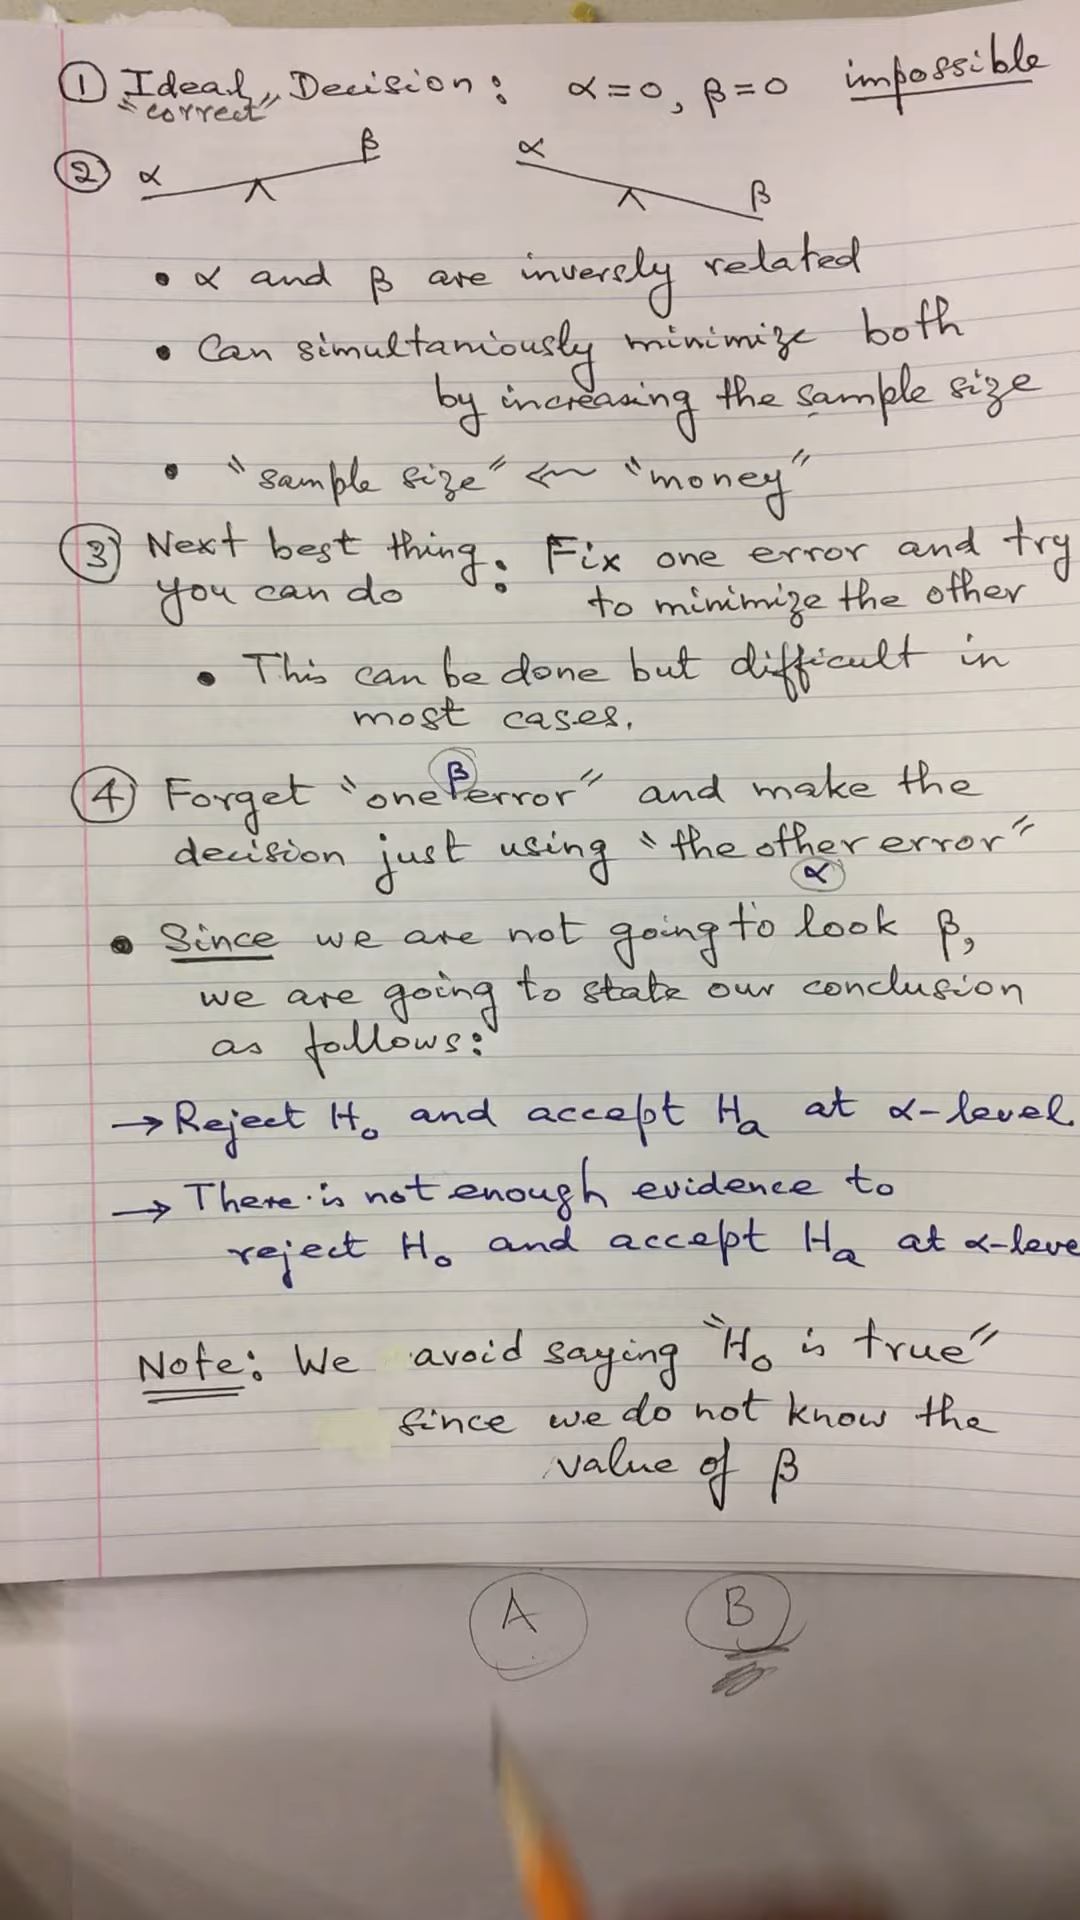 ① Ideal, Decision: α=0, β=0 impossible
"correct"
② α β α β
• α and β are inversly related
• Can simultaniously minimize both
by increasing the sample size
• "sample size" ⟵ "money"
③ Next best thing: Fix one error and try
you can do to minimize the other
• This can be done but difficult in
most cases.
β
④ Forget "one error" and make the
decision just using "the other error"
α
• Since we are not going to look β,
we are going to state our conclusion
as follows:
→ Reject H₀ and accept Hₐ at α-level.
→ There is not enough evidence to
reject H₀ and accept Hₐ at α-leve
Note: We avoid saying "H₀ is true"
since we do not know the
value of β
A B